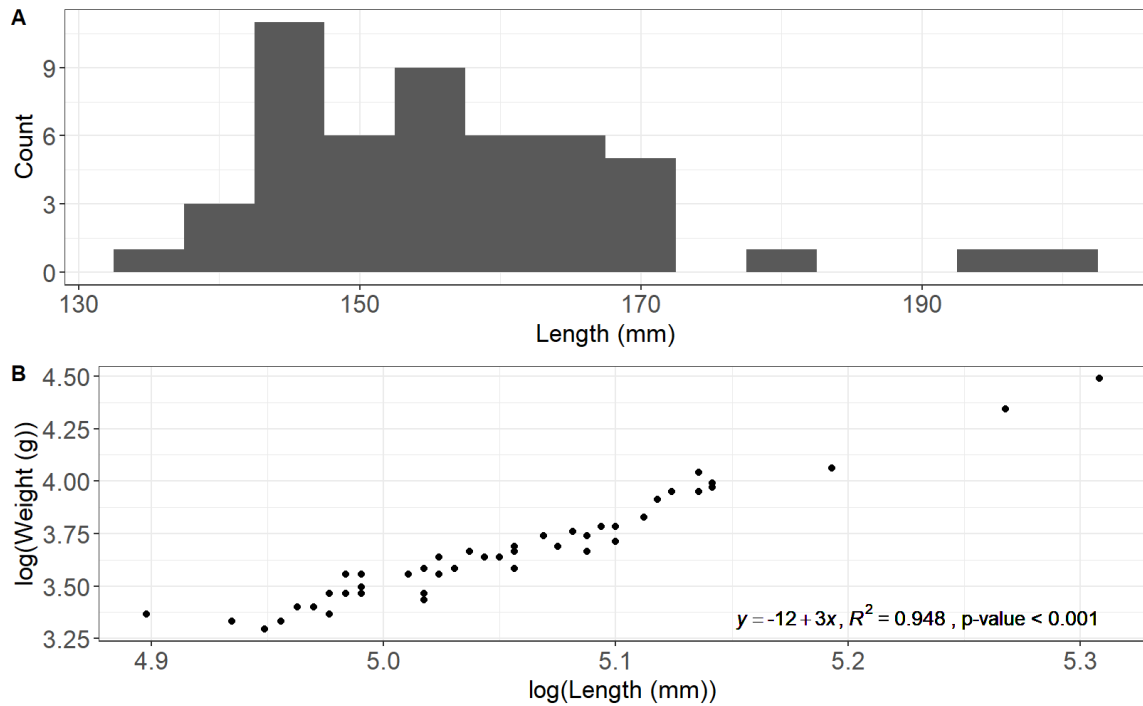 A
Count
9
6
3
0
130 150 170 190
Length (mm)
B
log(Weight (g))
4.50
4.25
4.00
3.75
3.50
3.25
y = -12 + 3x, R² = 0.948 , p-value < 0.001
4.9 5.0 5.1 5.2 5.3
log(Length (mm))